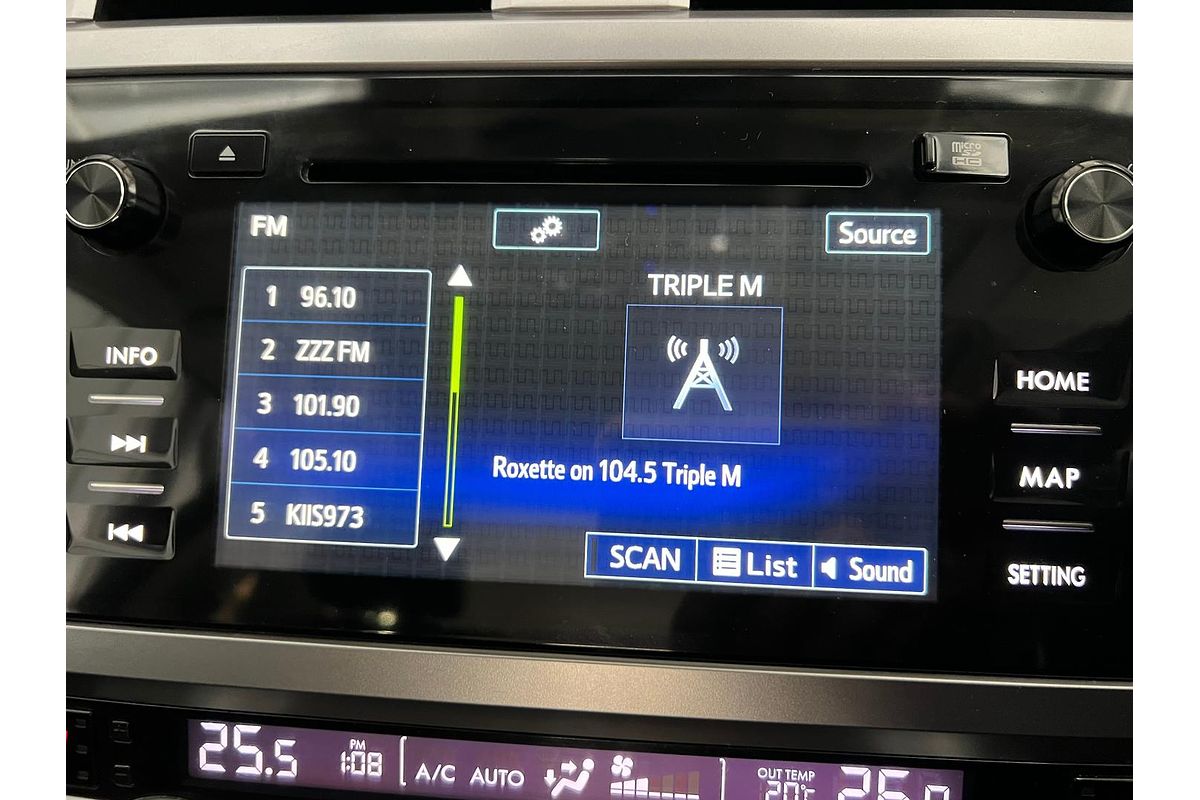 micro
SD
HC
FM
Source
TRIPLE M
1 96.10
2 ZZZ FM
3 101.90
4 105.10
5 KIIS973
Roxette on 104.5 Triple M
SCAN
List
Sound
INFO
HOME
MAP
SETTING
25.5
PM
1:08
A/C AUTO
OUT TEMP
20°C